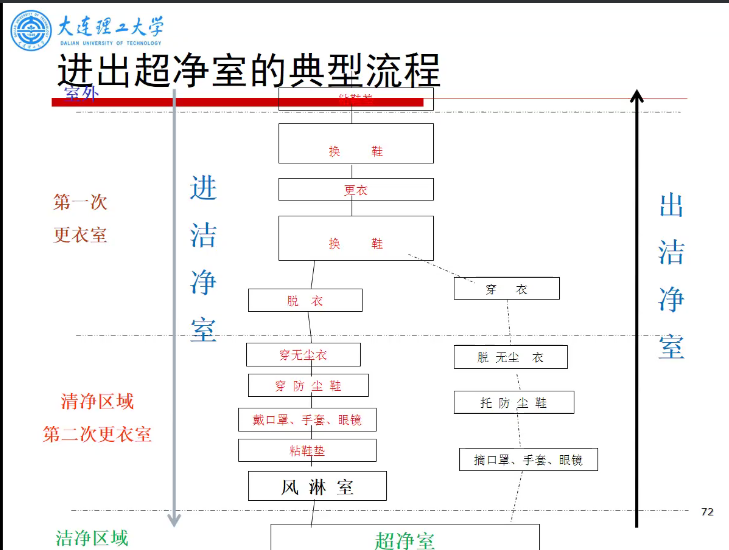 大连理工大学
DALIAN UNIVERSITY OF TECHNOLOGY
进出超净室的典型流程
室外
粘鞋垫
换 鞋
更衣
换 鞋
第一次
更衣室
进洁净室
出洁净室
脱 衣
穿 衣
穿无尘衣
脱 无尘 衣
穿 防 尘 鞋
托 防 尘 鞋
清净区域
第二次更衣室
戴口罩、手套、眼镜
粘鞋垫
摘口罩、手套、眼镜
风 淋 室
72
洁净区域
超净室